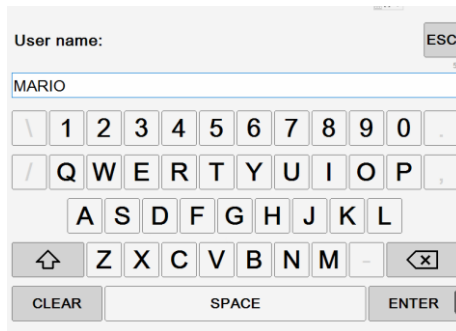 User name:
ESC
MARIO
\ 1 2 3 4 5 6 7 8 9 0 .
/ Q W E R T Y U I O P ,
A S D F G H J K L
Z X C V B N M -
CLEAR SPACE ENTER